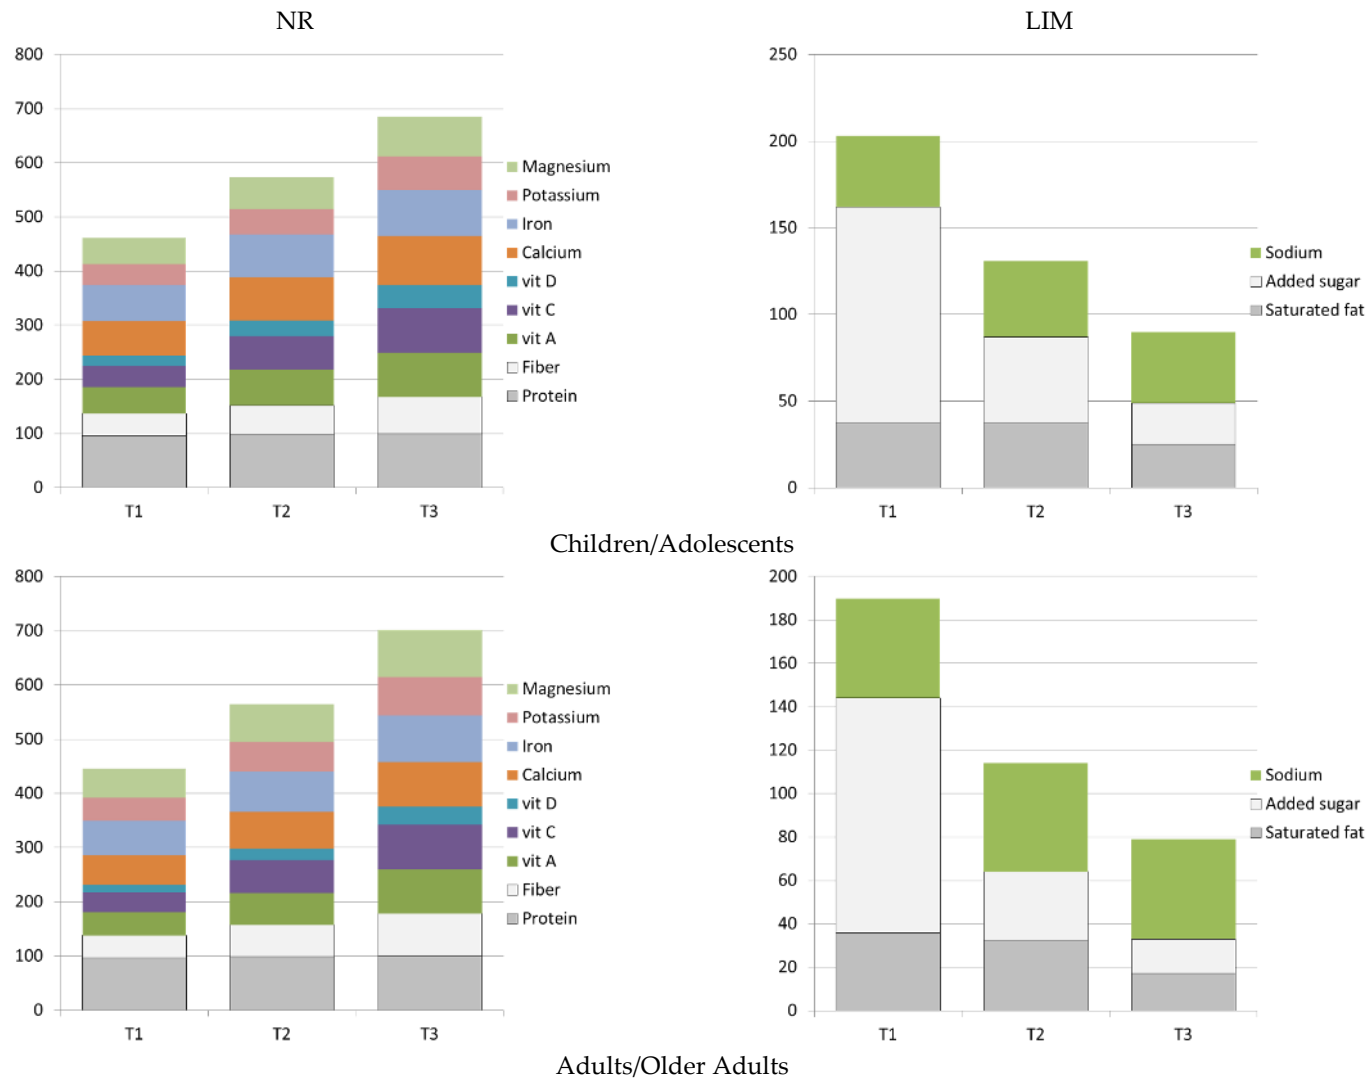 NR
LIM
800
700
600
500
400
300
200
100
0
T1
T2
T3
Magnesium
Potassium
Iron
Calcium
vit D
vit C
vit A
Fiber
Protein
250
200
150
100
50
0
T1
T2
T3
Sodium
Added sugar
Saturated fat
Children/Adolescents
800
700
600
500
400
300
200
100
0
T1
T2
T3
Magnesium
Potassium
Iron
Calcium
vit D
vit C
vit A
Fiber
Protein
200
180
160
140
120
100
80
60
40
20
0
T1
T2
T3
Sodium
Added sugar
Saturated fat
Adults/Older Adults